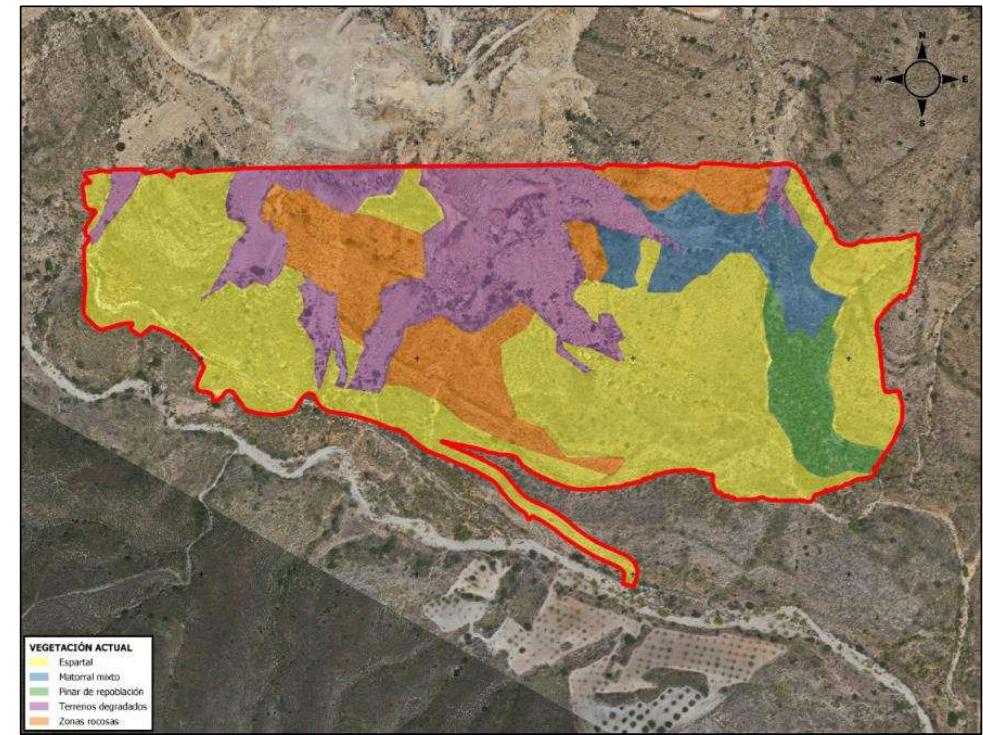 N
W
E
S
VEGETACIÓN ACTUAL
Espartal
Matorral mixto
Pinar de repoblación
Terrenos degradados
Zonas rocosas